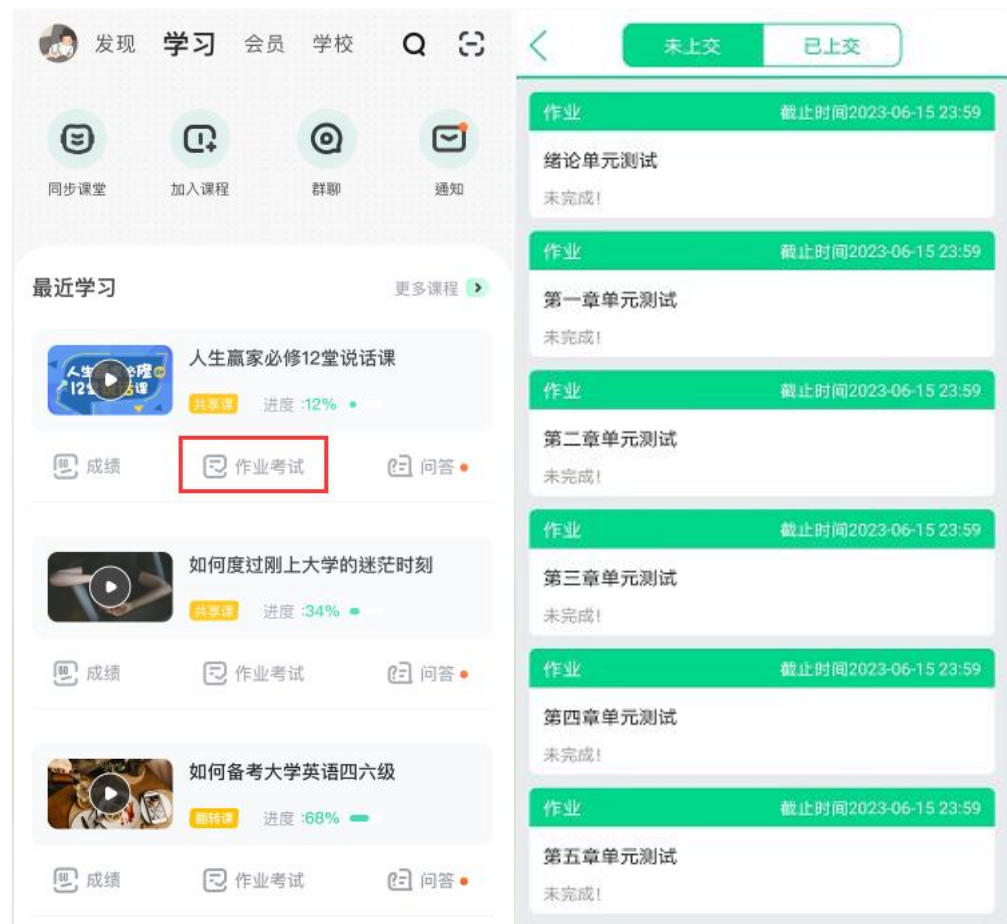 发现 学习 会员 学校
同步课堂 加入课程 群聊 通知
最近学习 更多课程
人生赢家必修12堂说话课
共享课 进度:12%
成绩 作业考试 问答
如何度过刚上大学的迷茫时刻
共享课 进度:34%
成绩 作业考试 问答
如何备考大学英语四六级
翻转课 进度:68%
成绩 作业考试 问答
未上交 已上交
作业 截止时间2023-06-15 23:59
绪论单元测试
未完成!
作业 截止时间2023-06-15 23:59
第一章单元测试
未完成!
作业 截止时间2023-06-15 23:59
第二章单元测试
未完成!
作业 截止时间2023-06-15 23:59
第三章单元测试
未完成!
作业 截止时间2023-06-15 23:59
第四章单元测试
未完成!
作业 截止时间2023-06-15 23:59
第五章单元测试
未完成!